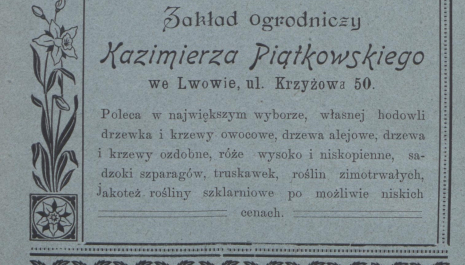 Zakład ogrodniczy
Kazimierza Piątkowskiego
we Lwowie, ul. Krzyżowa 50.
Poleca w największym wyborze, własnej hodowli
drzewka i krzewy owocowe, drzewa alejowe, drzewa
i krzewy ozdobne, róże wysoko i niskopienne, sa-
dzoki szparagów, truskawek, roślin zimotrwałych,
Jakoteż rośliny szklarniowe po możliwie niskich
cenach.